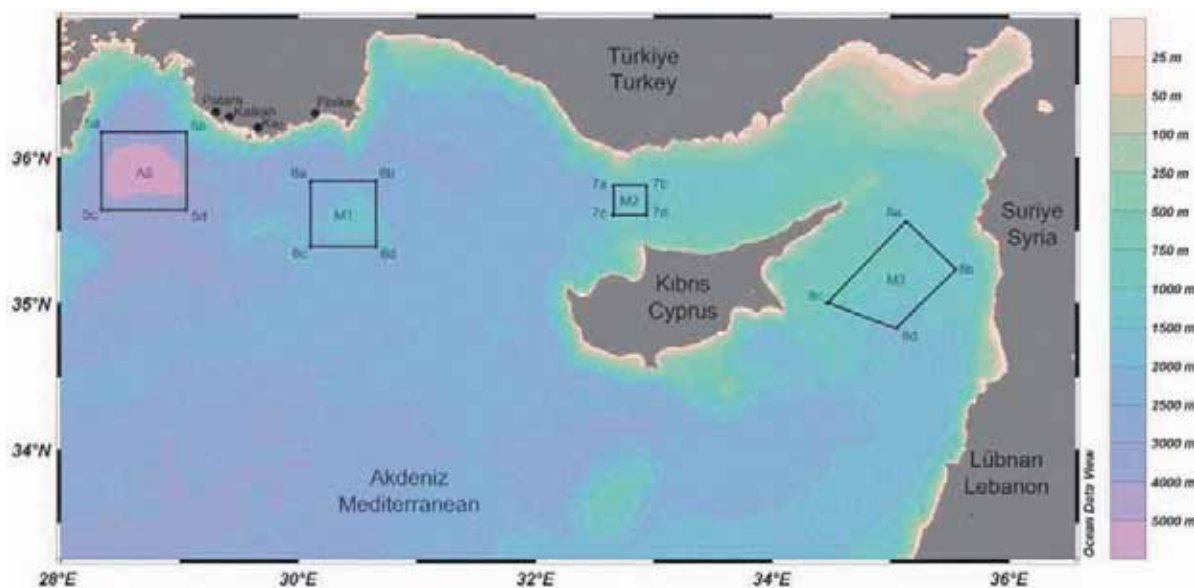 Türkiye
Turkey
25 m
50 m
100 m
250 m
500 m
750 m
1000 m
1500 m
2000 m
2500 m
3000 m
4000 m
5000 m
Patara
Kalkan
Kaş
Finike
5a
5b
36°N
6a
6b
7a
7b
M1
M2
7c
7d
5c
5d
8a
Suriye
Syria
6c
6d
8b
M3
Kıbrıs
Cyprus
35°N
8c
8d
34°N
Akdeniz
Mediterranean
Lübnan
Lebanon
Ocean Data View
28°E
30°E
32°E
34°E
36°E